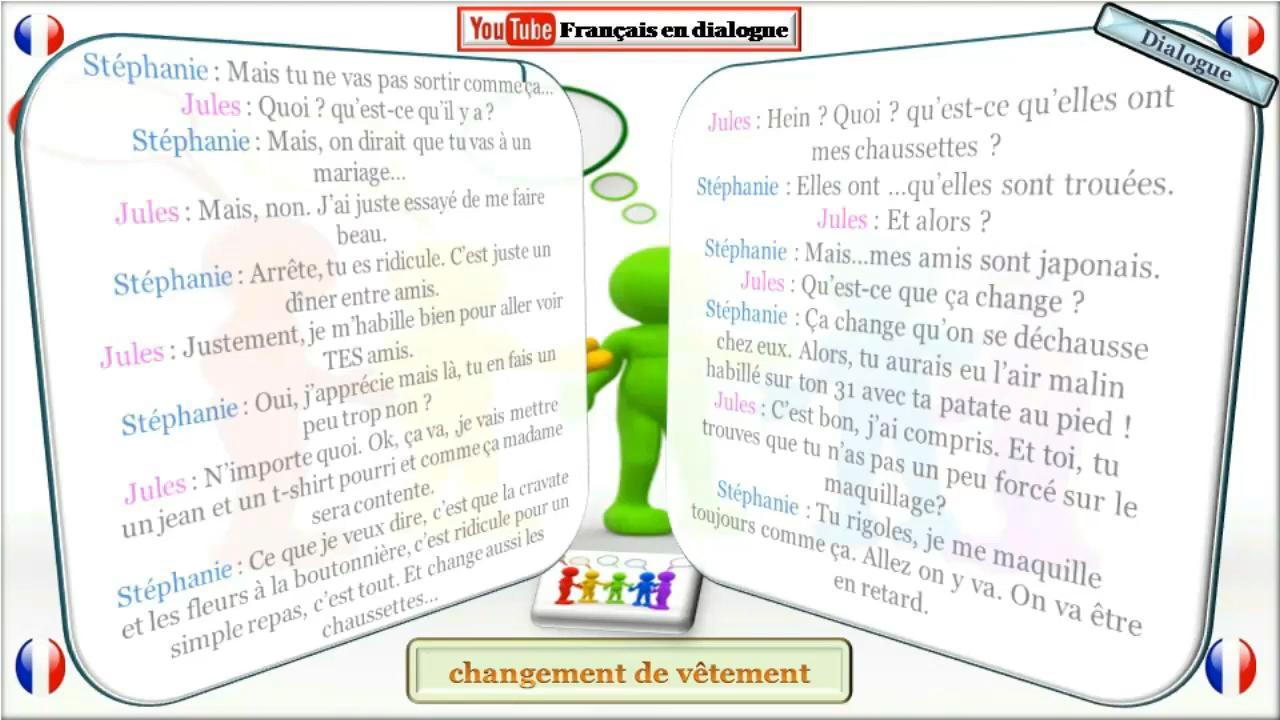 YouTube Français en dialogue
Dialogue
Stéphanie : Mais tu ne vas pas sortir comme ça...
Jules : Quoi ? qu'est-ce qu'il y a ?
Stéphanie : Mais, on dirait que tu vas à un
mariage...
Jules : Mais, non. J'ai juste essayé de me faire
beau.
Stéphanie : Arrête, tu es ridicule. C'est juste un
dîner entre amis.
Jules : Justement, je m'habille bien pour aller voir
TES amis.
Stéphanie : Oui, j'apprécie mais là, tu en fais un
peu trop non ?
Jules : N'importe quoi. Ok, ça va, je vais mettre
un jean et un t-shirt pourri et comme ça madame
sera contente.
Stéphanie : Ce que je veux dire, c'est que la cravate
et les fleurs à la boutonnière, c'est ridicule pour un
simple repas, c'est tout. Et change aussi les
chaussettes...
Jules : Hein ? Quoi ? qu'est-ce qu'elles ont
mes chaussettes ?
Stéphanie : Elles ont ...qu'elles sont trouées.
Jules : Et alors ?
Stéphanie : Mais...mes amis sont japonais.
Jules : Qu'est-ce que ça change ?
Stéphanie : Ça change qu'on se déchausse
chez eux. Alors, tu aurais eu l'air malin
habillé sur ton 31 avec ta patate au pied !
Jules : C'est bon, j'ai compris. Et toi, tu
trouves que tu n'as pas un peu forcé sur le
maquillage?
Stéphanie : Tu rigoles, je me maquille
toujours comme ça. Allez on y va. On va être
en retard.
changement de vêtement